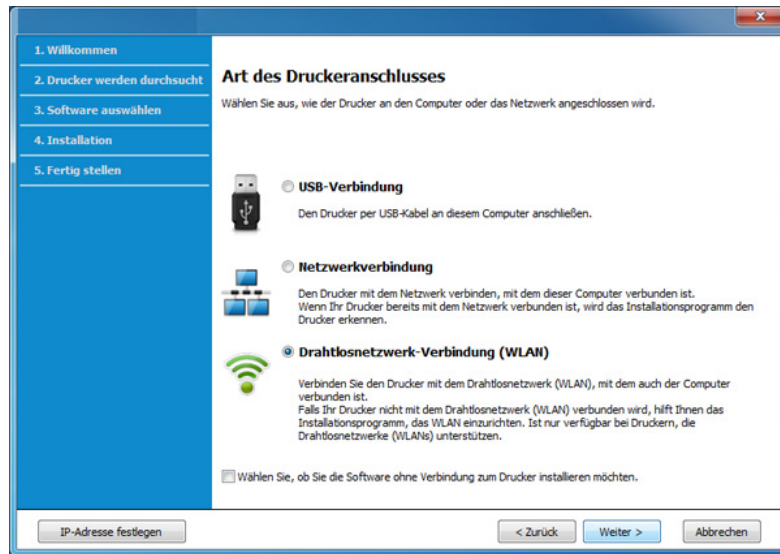 1. Willkommen
2. Drucker werden durchsucht
3. Software auswählen
4. Installation
5. Fertig stellen
Art des Druckeranschlusses
Wählen Sie aus, wie der Drucker an den Computer oder das Netzwerk angeschlossen wird.
USB-Verbindung
Den Drucker per USB-Kabel an diesem Computer anschließen.
Netzwerkverbindung
Den Drucker mit dem Netzwerk verbinden, mit dem dieser Computer verbunden ist.
Wenn Ihr Drucker bereits mit dem Netzwerk verbunden ist, wird das Installationsprogramm den
Drucker erkennen.
Drahtlosnetzwerk-Verbindung (WLAN)
Verbinden Sie den Drucker mit dem Drahtlosnetzwerk (WLAN), mit dem auch der Computer
verbunden ist.
Falls Ihr Drucker nicht mit dem Drahtlosnetzwerk (WLAN) verbunden wird, hilft Ihnen das
Installationsprogramm, das WLAN einzurichten. Ist nur verfügbar bei Druckern, die
Drahtlosnetzwerke (WLANs) unterstützen.
Wählen Sie, ob Sie die Software ohne Verbindung zum Drucker installieren möchten.
IP-Adresse festlegen
< Zurück
Weiter >
Abbrechen